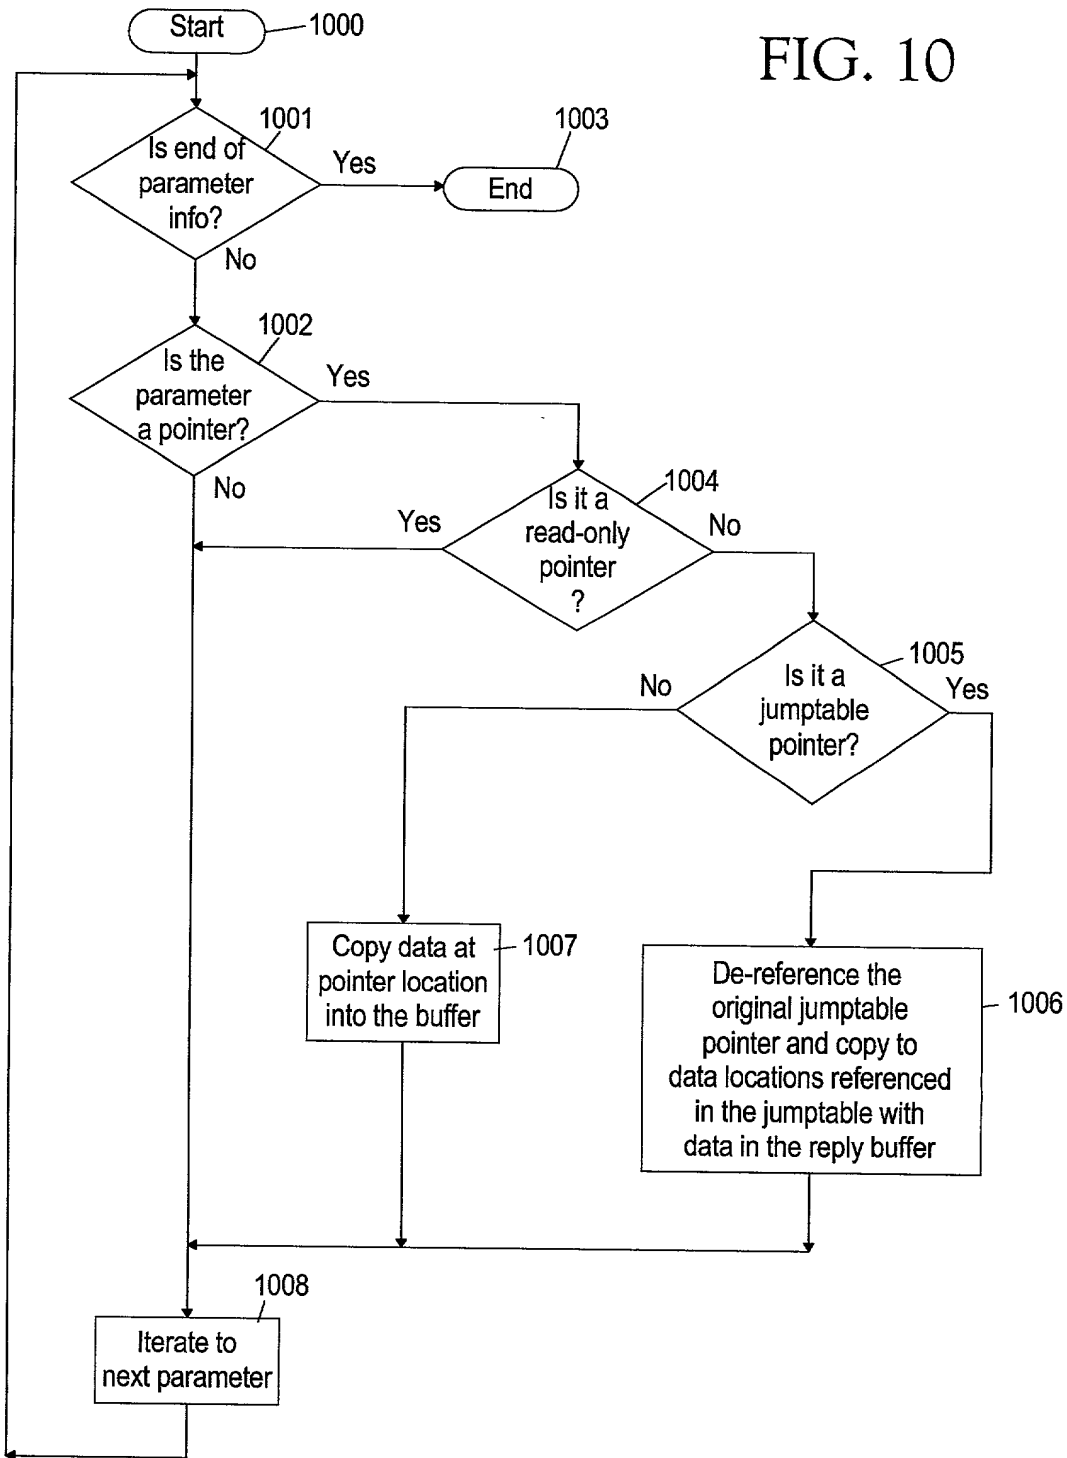 FIG. 10
Start
1000
1001
Is end of
parameter
info?
Yes
1003
End
No
1002
Is the
parameter
a pointer?
Yes
No
1004
Is it a
read-only
pointer
?
Yes
No
1005
Is it a
jumptable
pointer?
No
Yes
1007
Copy data at
pointer location
into the buffer
1006
De-reference the
original jumptable
pointer and copy to
data locations referenced
in the jumptable with
data in the reply buffer
1008
Iterate to
next parameter